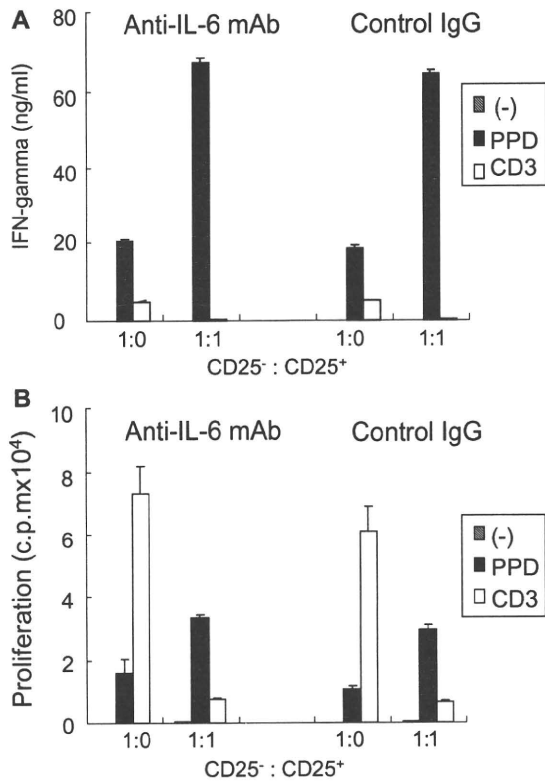 A
Anti-IL-6 mAb
Control IgG
IFN-gamma (ng/ml)
80
60
40
20
0
(-)
PPD
CD3
1:0
1:1
1:0
1:1
CD25⁻ : CD25⁺
B
Anti-IL-6 mAb
Control IgG
Proliferation (c.p.mx10⁴)
10
8
6
4
2
0
(-)
PPD
CD3
1:0
1:1
1:0
1:1
CD25⁻ : CD25⁺